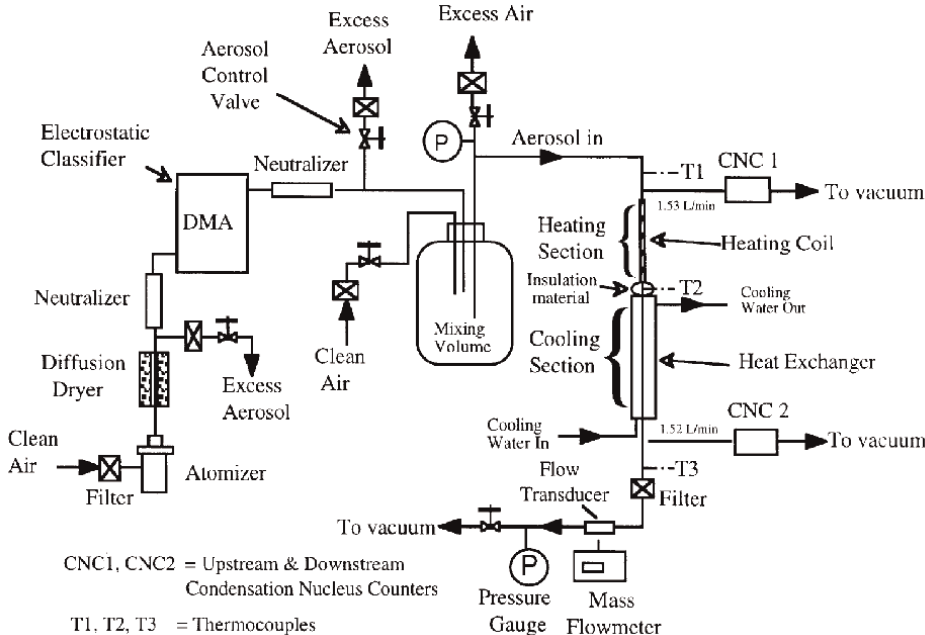 Excess
Aerosol
Excess Air
Aerosol
Control
Valve
Electrostatic
Classifier
Neutralizer
P
Aerosol in
T1
CNC 1
To vacuum
1.53 L/min
DMA
Heating
Section
Heating Coil
Neutralizer
Insulation
material
T2
Cooling
Water Out
Mixing
Volume
Cooling
Section
Heat Exchanger
Clean
Air
Diffusion
Dryer
Excess
Aerosol
CNC 2
Cooling
Water In
1.52 L/min
To vacuum
Clean
Air
Atomizer
Filter
T3
Flow
Transducer
Filter
To vacuum
P
Pressure
Gauge
Mass
Flowmeter
CNC1, CNC2 = Upstream & Downstream
Condensation Nucleus Counters
T1, T2, T3 = Thermocouples